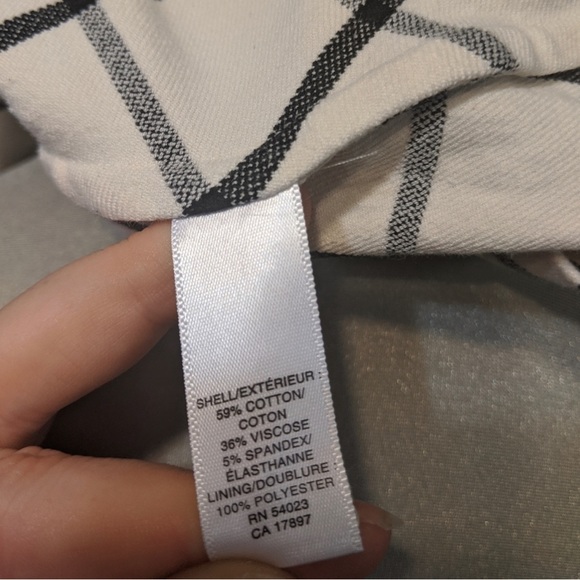 SHELL/EXTÉRIEUR :
59% COTTON/
COTON
36% VISCOSE
5% SPANDEX/
ÉLASTHANNE
LINING/DOUBLURE :
100% POLYESTER
RN 54023
CA 17897